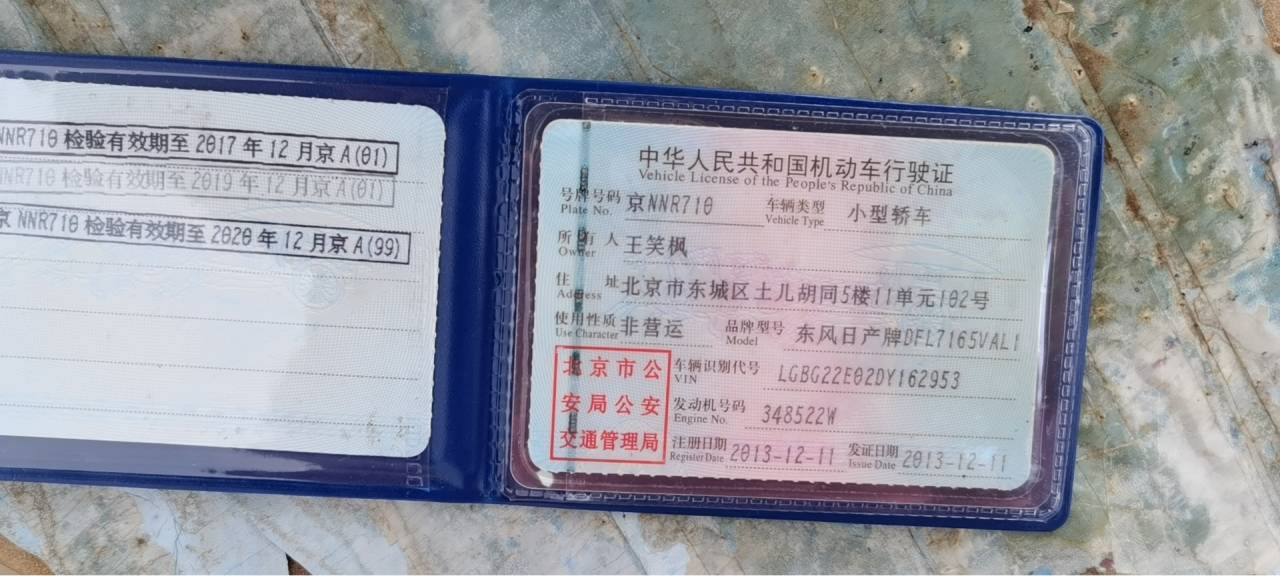 NNR710 检验有效期至 2017 年 12 月京 A(01)
NNR710 检验有效期至 2019 年 12 月京 A(01)
京 NNR710 检验有效期至 2020 年 12 月京 A(99)
中华人民共和国机动车行驶证
Vehicle License of the People's Republic of China
号牌号码 京NNR710 车辆类型 小型轿车
Plate No. Vehicle Type
所有人 王笑枫
Owner
住址 北京市东城区土儿胡同5楼11单元102号
Address
使用性质 非营运 品牌型号 东风日产牌DFL7165VAL1
Use Character Model
北京市公
安局公安
交通管理局
车辆识别代号 LGBG22E02DY162953
VIN
发动机号码 348522W
Engine No.
注册日期 2013-12-11 发证日期 2013-12-11
Register Date Issue Date